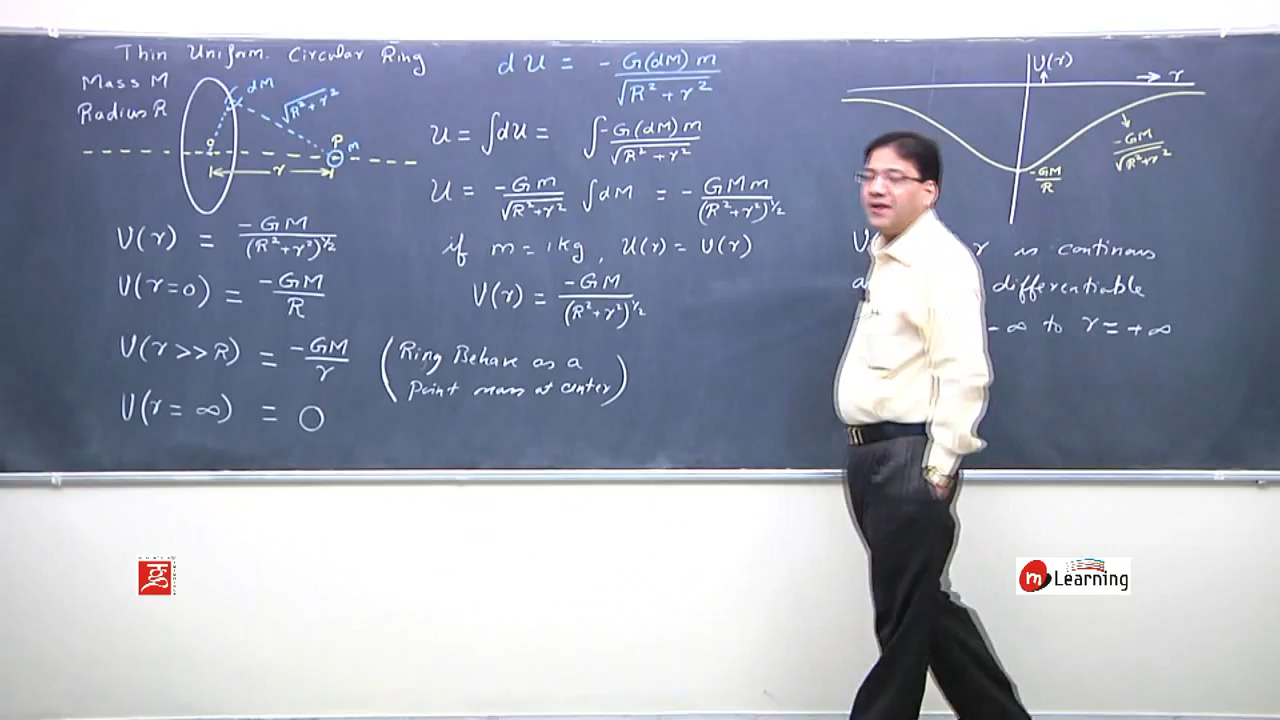 Thin Uniform Circular Ring
Mass M
Radius R
dM
√R²+r²
P
m
o
r
V(r) = -GM/(R²+r²)^½
V(r=0) = -GM/R
V(r>>R) = -GM/r (Ring Behave as a
Point mass at center)
V(r=∞) = 0
dU = -G(dM)m/√R²+r²
U = ∫dU = ∫-G(dM)m/√R²+r²
U = -Gm/√R²+r² ∫dM = -GMm/(R²+r²)^½
if m=1kg, U(r) = V(r)
V(r) = -GM/(R²+r²)^½
V(r)
→ r
-GM/√R²+r²
-GM/R
r is continous
differentiable
-∞ to r=+∞
m Learning